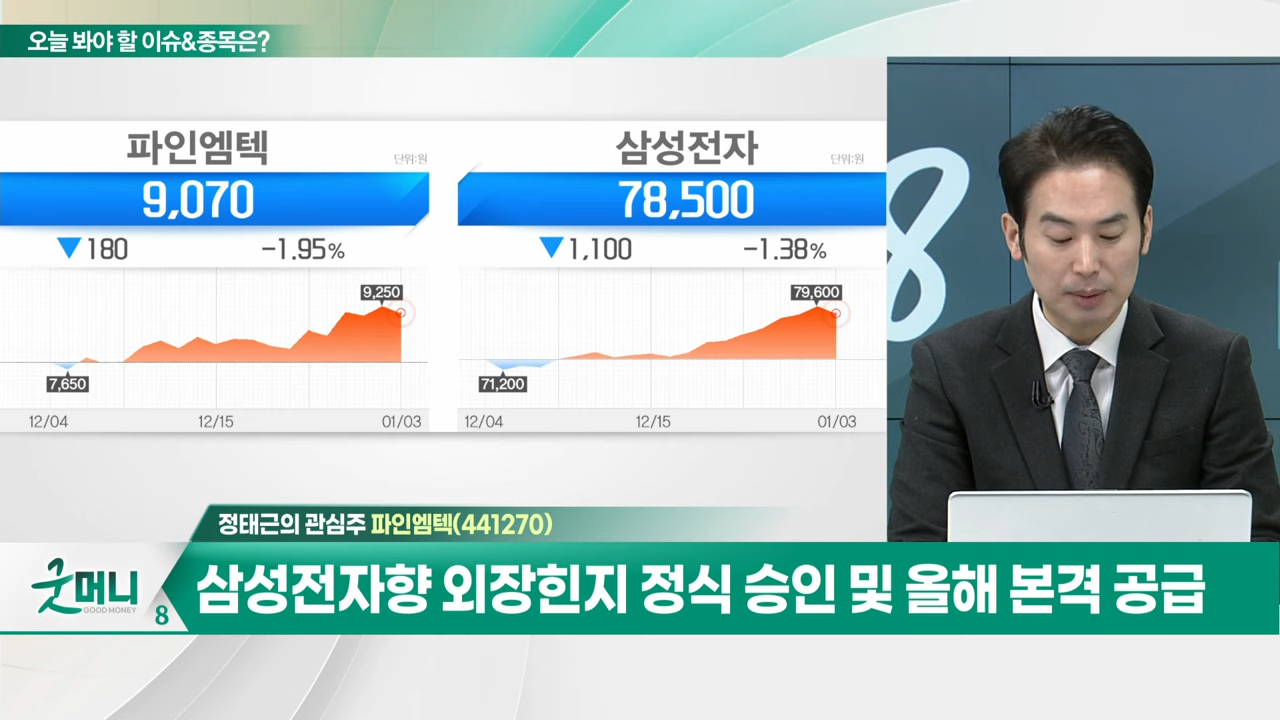 오늘 봐야 할 이슈&종목은?
파인엠텍
단위:원
9,070
▼180 -1.95%
9,250
7,650
12/04 12/15 01/03
삼성전자
단위:원
78,500
▼1,100 -1.38%
79,600
71,200
12/04 12/15 01/03
8
정태근의 관심주 파인엠텍(441270)
굿머니
GOOD MONEY
8
삼성전자향 외장힌지 정식 승인 및 올해 본격 공급